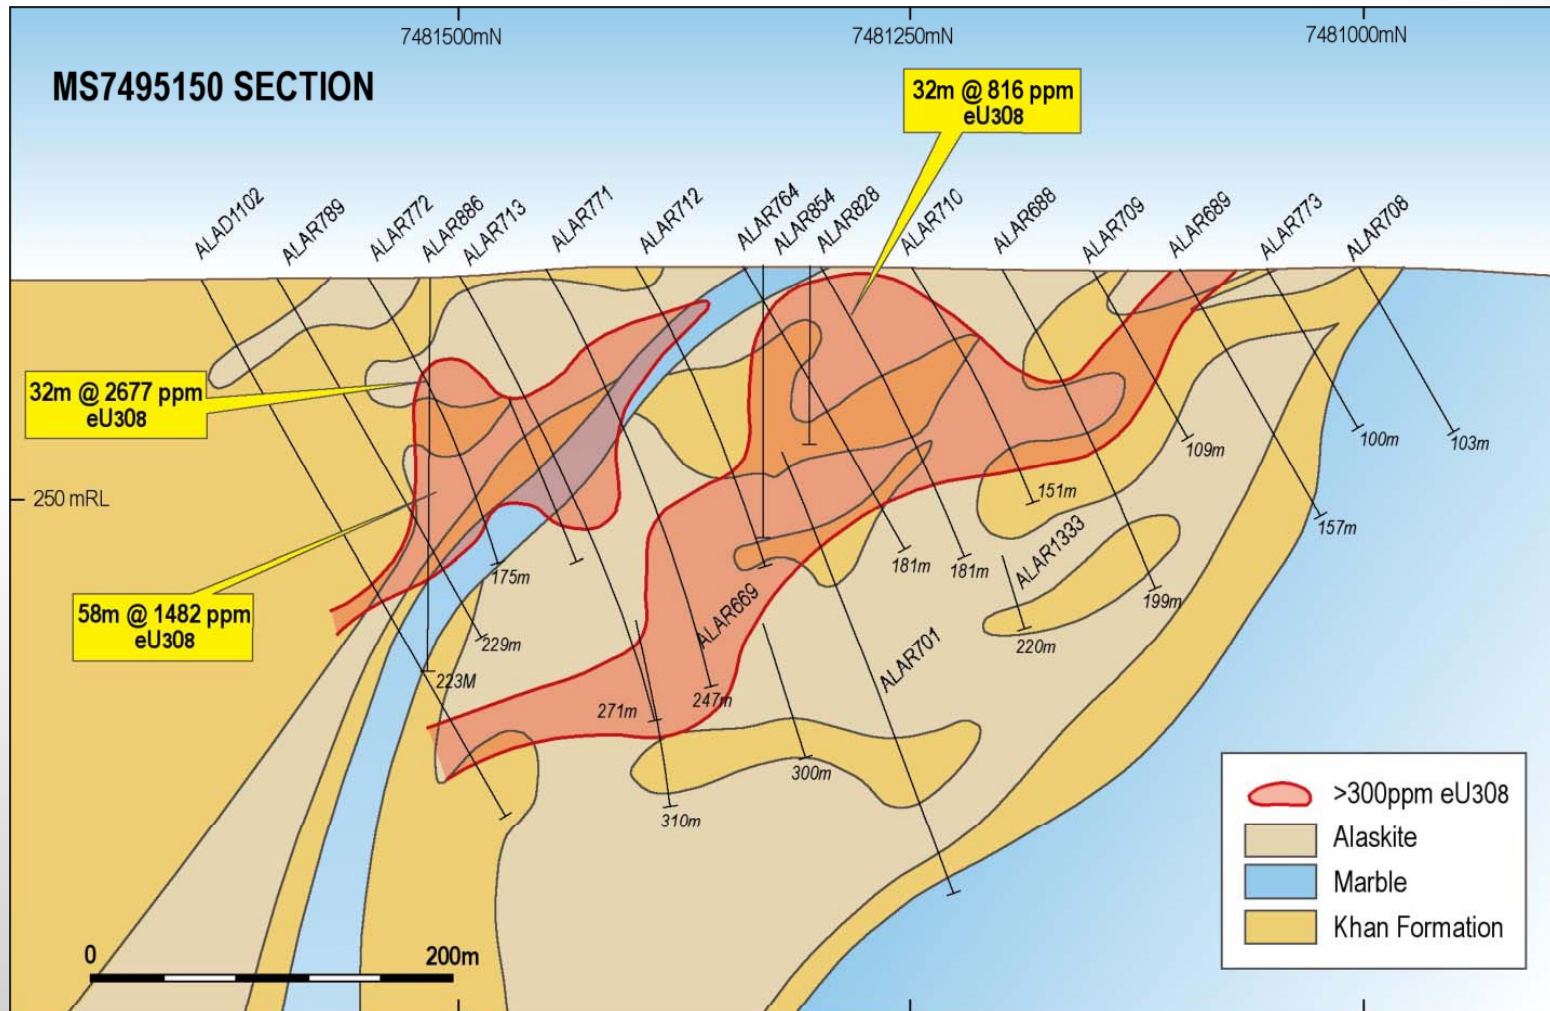 7481500mN
7481250mN
7481000mN
MS7495150 SECTION
32m @ 816 ppm
eU308
ALAD1102
ALAR789
ALAR772
ALAR886
ALAR713
ALAR771
ALAR712
ALAR764
ALAR854
ALAR828
ALAR710
ALAR688
ALAR709
ALAR689
ALAR773
ALAR708
32m @ 2677 ppm
eU308
109m
100m
103m
250 mRL
151m
157m
175m
181m
181m
ALAR1333
58m @ 1482 ppm
eU308
ALAR669
199m
229m
220m
223M
ALAR701
247m
271m
300m
310m
>300ppm eU308
Alaskite
Marble
Khan Formation
0
200m